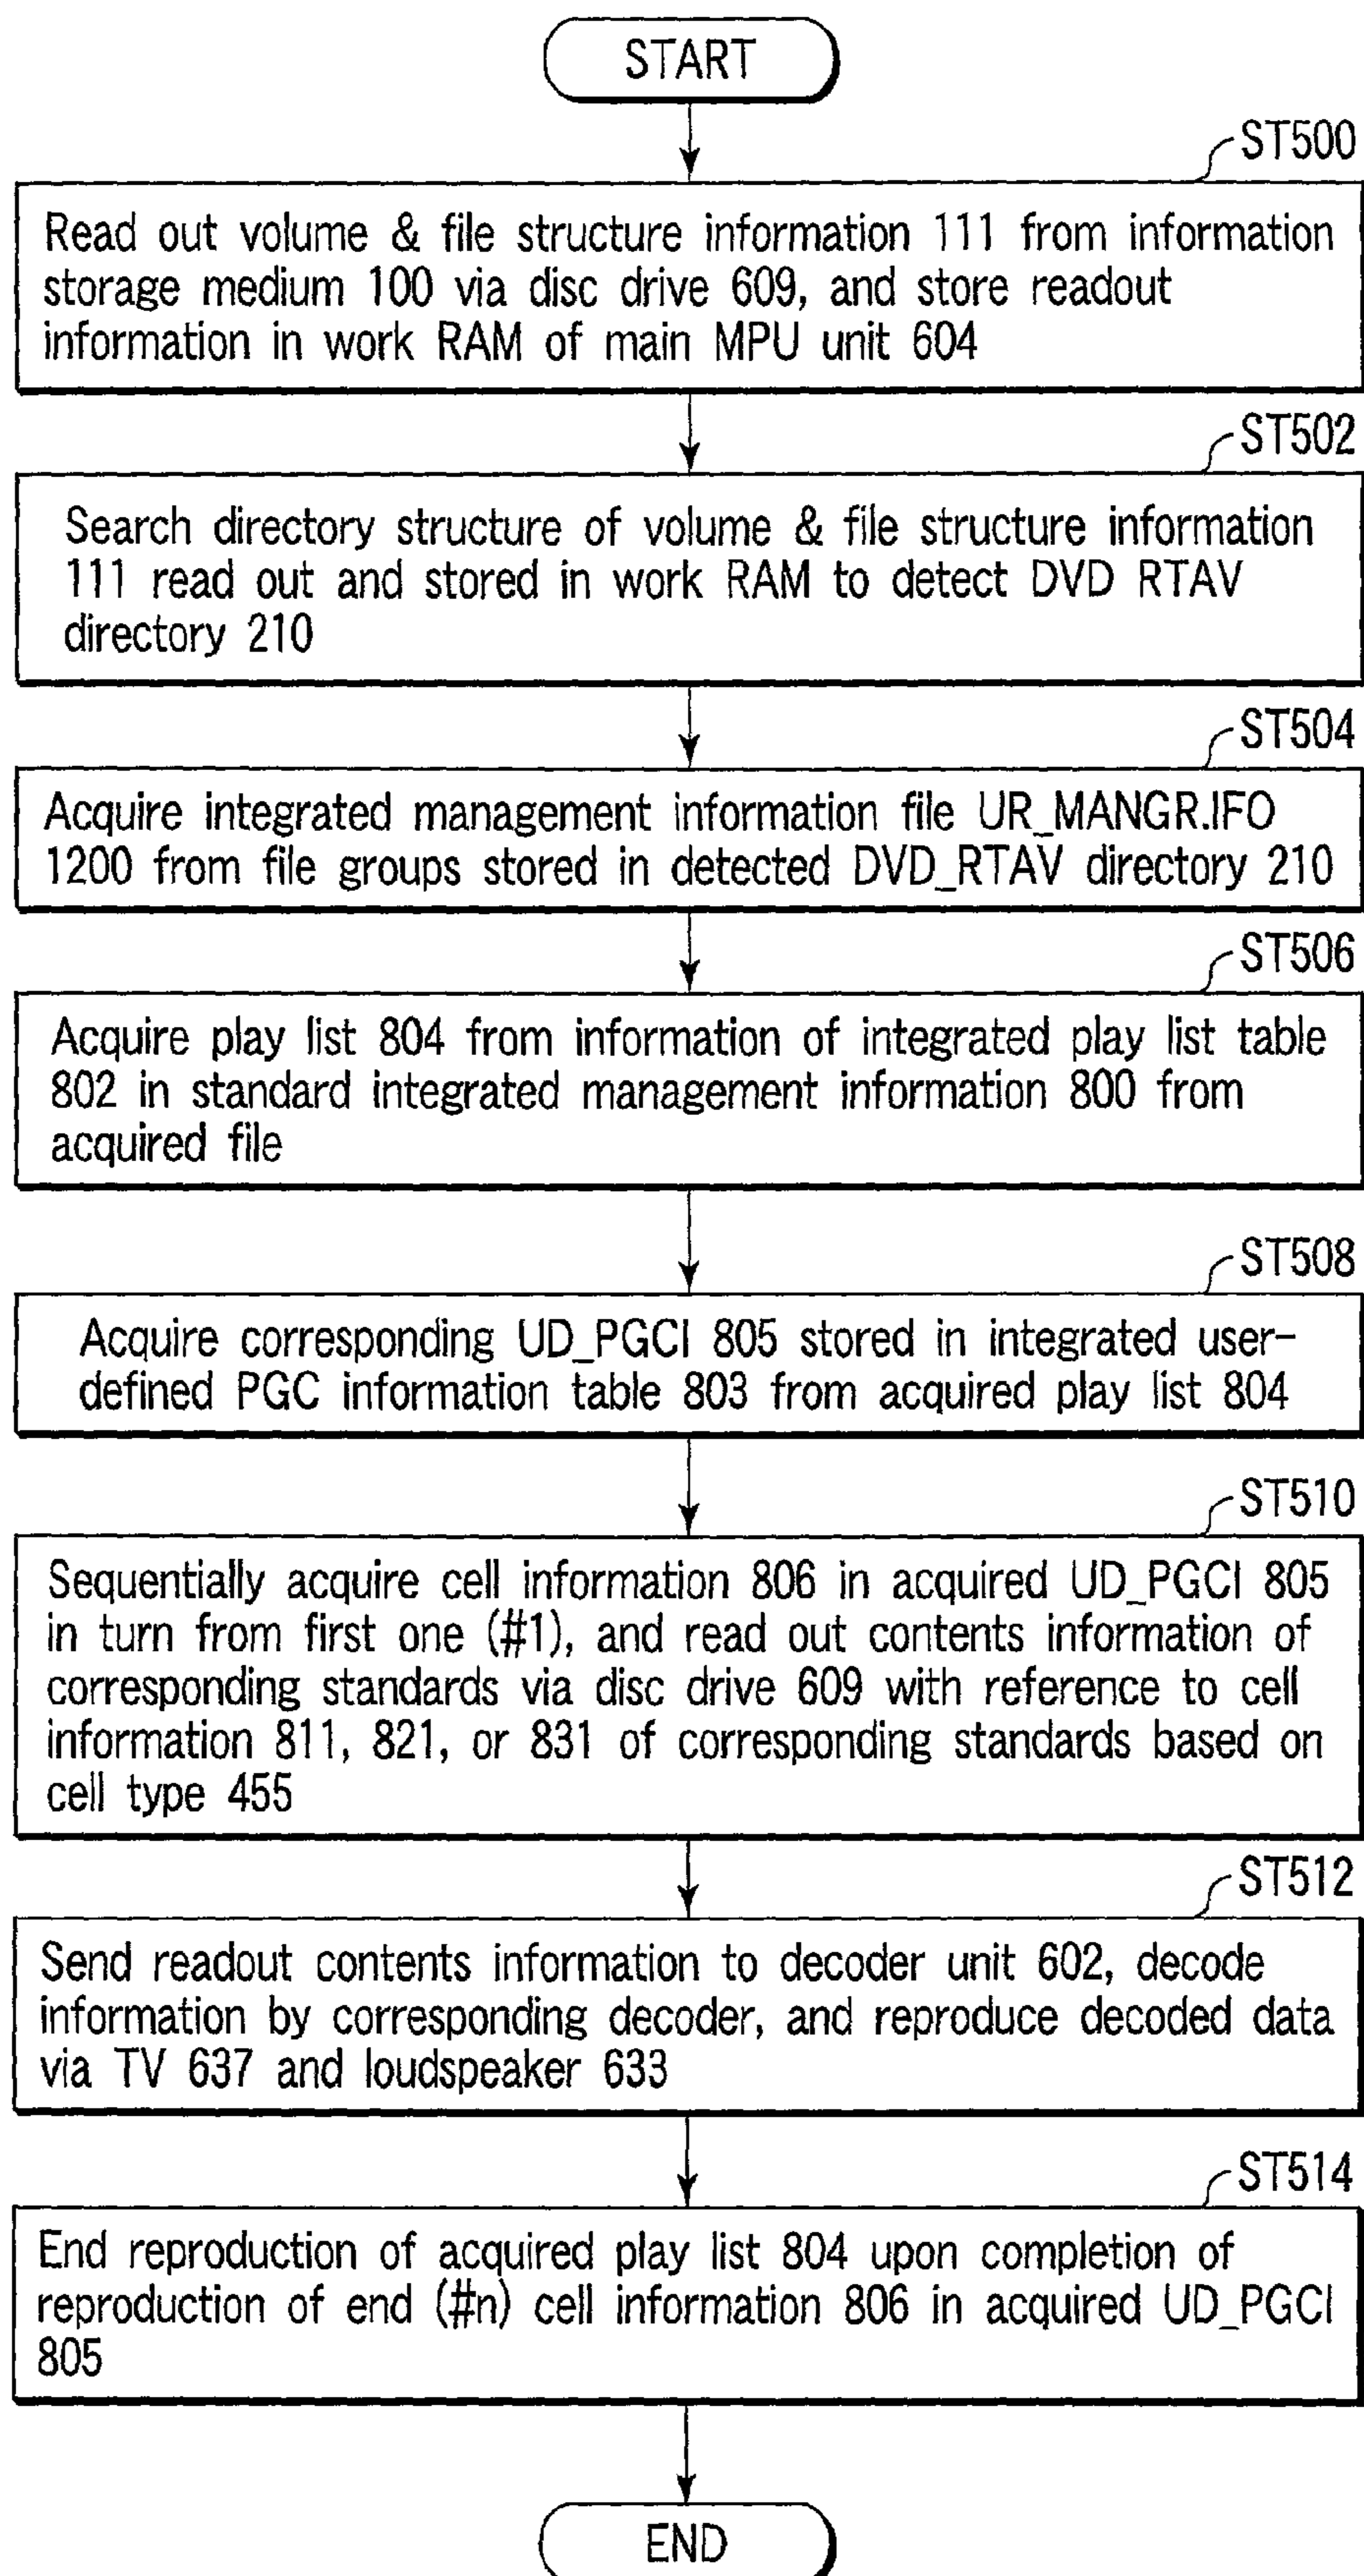 START
ST500
Read out volume & file structure information 111 from information
storage medium 100 via disc drive 609, and store readout
information in work RAM of main MPU unit 604
ST502
Search directory structure of volume & file structure information
111 read out and stored in work RAM to detect DVD RTAV
directory 210
ST504
Acquire integrated management information file UR_MANGR.IFO
1200 from file groups stored in detected DVD_RTAV directory 210
ST506
Acquire play list 804 from information of integrated play list table
802 in standard integrated management information 800 from
acquired file
ST508
Acquire corresponding UD_PGCI 805 stored in integrated user-
defined PGC information table 803 from acquired play list 804
ST510
Sequentially acquire cell information 806 in acquired UD_PGCI 805
in turn from first one (#1), and read out contents information of
corresponding standards via disc drive 609 with reference to cell
information 811, 821, or 831 of corresponding standards based on
cell type 455
ST512
Send readout contents information to decoder unit 602, decode
information by corresponding decoder, and reproduce decoded data
via TV 637 and loudspeaker 633
ST514
End reproduction of acquired play list 804 upon completion of
reproduction of end (#n) cell information 806 in acquired UD_PGCI
805
END